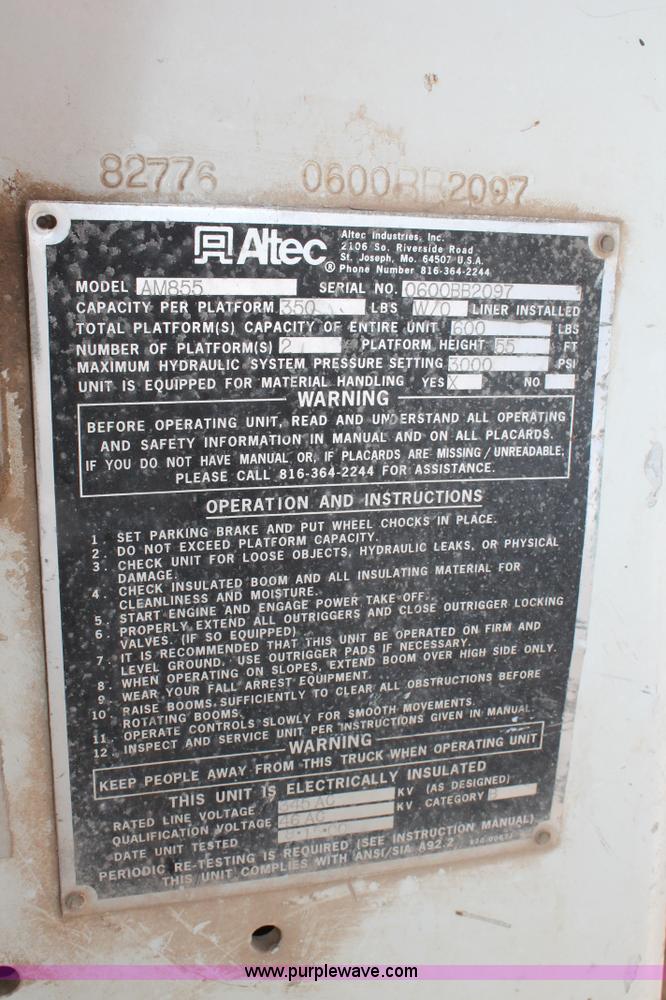 82776 0600BB2097
Altec
Altec Industries, Inc.
2106 So. Riverside Road
St. Joseph, Mo. 64507 U.S.A.
® Phone Number 816-364-2244
MODEL AM855 SERIAL NO. 0600BB2097
CAPACITY PER PLATFORM 350 LBS W/O LINER INSTALLED
TOTAL PLATFORM(S) CAPACITY OF ENTIRE UNIT 600 LBS
NUMBER OF PLATFORM(S) 2 PLATFORM HEIGHT 55 FT
MAXIMUM HYDRAULIC SYSTEM PRESSURE SETTING 3000 PSI
UNIT IS EQUIPPED FOR MATERIAL HANDLING YES X NO
WARNING
BEFORE OPERATING UNIT, READ AND UNDERSTAND ALL OPERATING
AND SAFETY INFORMATION IN MANUAL AND ON ALL PLACARDS.
IF YOU DO NOT HAVE MANUAL OR, IF PLACARDS ARE MISSING/UNREADABLE,
PLEASE CALL 816-364-2244 FOR ASSISTANCE.
OPERATION AND INSTRUCTIONS
1 SET PARKING BRAKE AND PUT WHEEL CHOCKS IN PLACE.
2. DO NOT EXCEED PLATFORM CAPACITY.
3. CHECK UNIT FOR LOOSE OBJECTS, HYDRAULIC LEAKS, OR PHYSICAL
DAMAGE.
4. CHECK INSULATED BOOM AND ALL INSULATING MATERIAL FOR
CLEANLINESS AND MOISTURE.
5. START ENGINE AND ENGAGE POWER TAKE OFF.
6. PROPERLY EXTEND ALL OUTRIGGERS AND CLOSE OUTRIGGER LOCKING
VALVES. (IF SO EQUIPPED)
7. IT IS RECOMMENDED THAT THIS UNIT BE OPERATED ON FIRM AND
LEVEL GROUND. USE OUTRIGGER PADS IF NECESSARY.
8. WHEN OPERATING ON SLOPES, EXTEND BOOM OVER HIGH SIDE ONLY.
9. WEAR YOUR FALL ARREST EQUIPMENT.
10. RAISE BOOMS SUFFICIENTLY TO CLEAR ALL OBSTRUCTIONS BEFORE
ROTATING BOOMS.
11. OPERATE CONTROLS SLOWLY FOR SMOOTH MOVEMENTS.
12. INSPECT AND SERVICE UNIT PER INSTRUCTIONS GIVEN IN MANUAL.
WARNING
KEEP PEOPLE AWAY FROM THIS TRUCK WHEN OPERATING UNIT
THIS UNIT IS ELECTRICALLY INSULATED
RATED LINE VOLTAGE KV (AS DESIGNED)
QUALIFICATION VOLTAGE 46 AC KV CATEGORY B
DATE UNIT TESTED
PERIODIC RE-TESTING IS REQUIRED (SEE INSTRUCTION MANUAL)
THIS UNIT COMPLIES WITH ANSI/SIA A92.2
www.purplewave.com